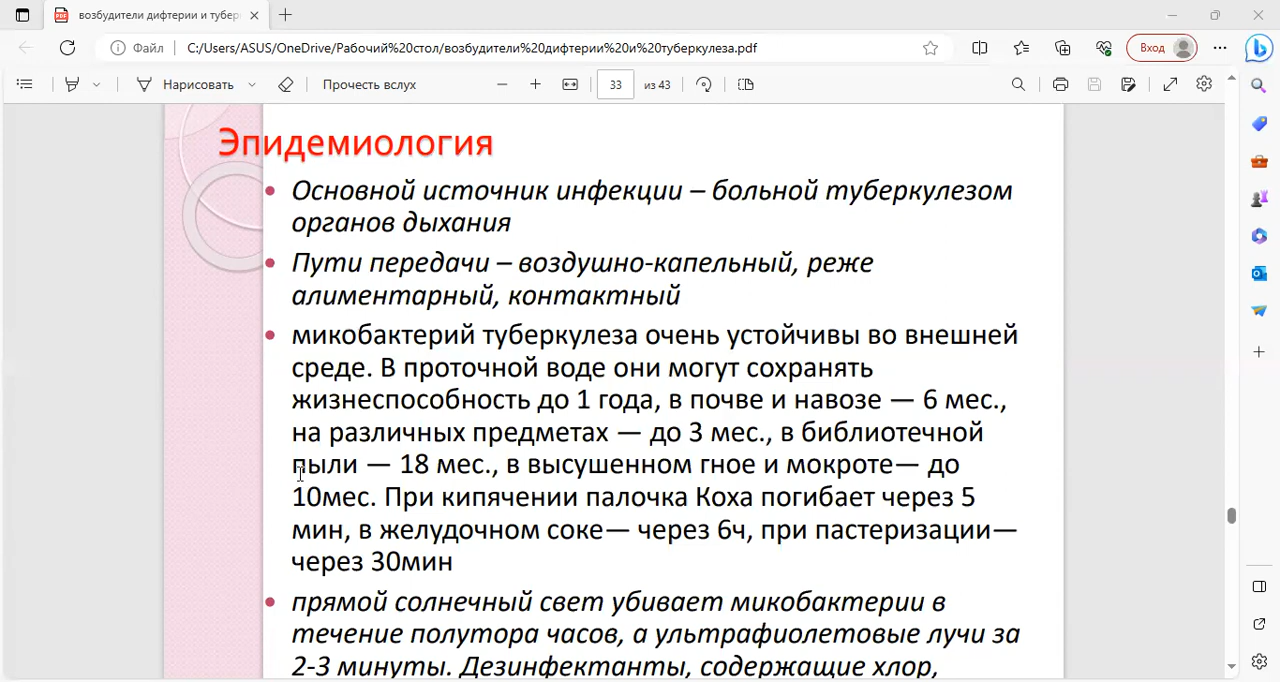 возбудители дифтерии и тубер
Файл
C:/Users/ASUS/OneDrive/Рабочий%20стол/возбудители%20дифтерии%20и%20туберкулеза.pdf
Вход
Нарисовать
Прочесть вслух
33
из 43
Эпидемиология
Основной источник инфекции – больной туберкулезом
органов дыхания
Пути передачи – воздушно-капельный, реже
алиментарный, контактный
микобактерий туберкулеза очень устойчивы во внешней
среде. В проточной воде они могут сохранять
жизнеспособность до 1 года, в почве и навозе — 6 мес.,
на различных предметах — до 3 мес., в библиотечной
пыли — 18 мес., в высушенном гное и мокроте— до
10мес. При кипячении палочка Коха погибает через 5
мин, в желудочном соке— через 6ч, при пастеризации—
через 30мин
прямой солнечный свет убивает микобактерии в
течение полутора часов, а ультрафиолетовые лучи за
2-3 минуты. Дезинфектанты, содержащие хлор,